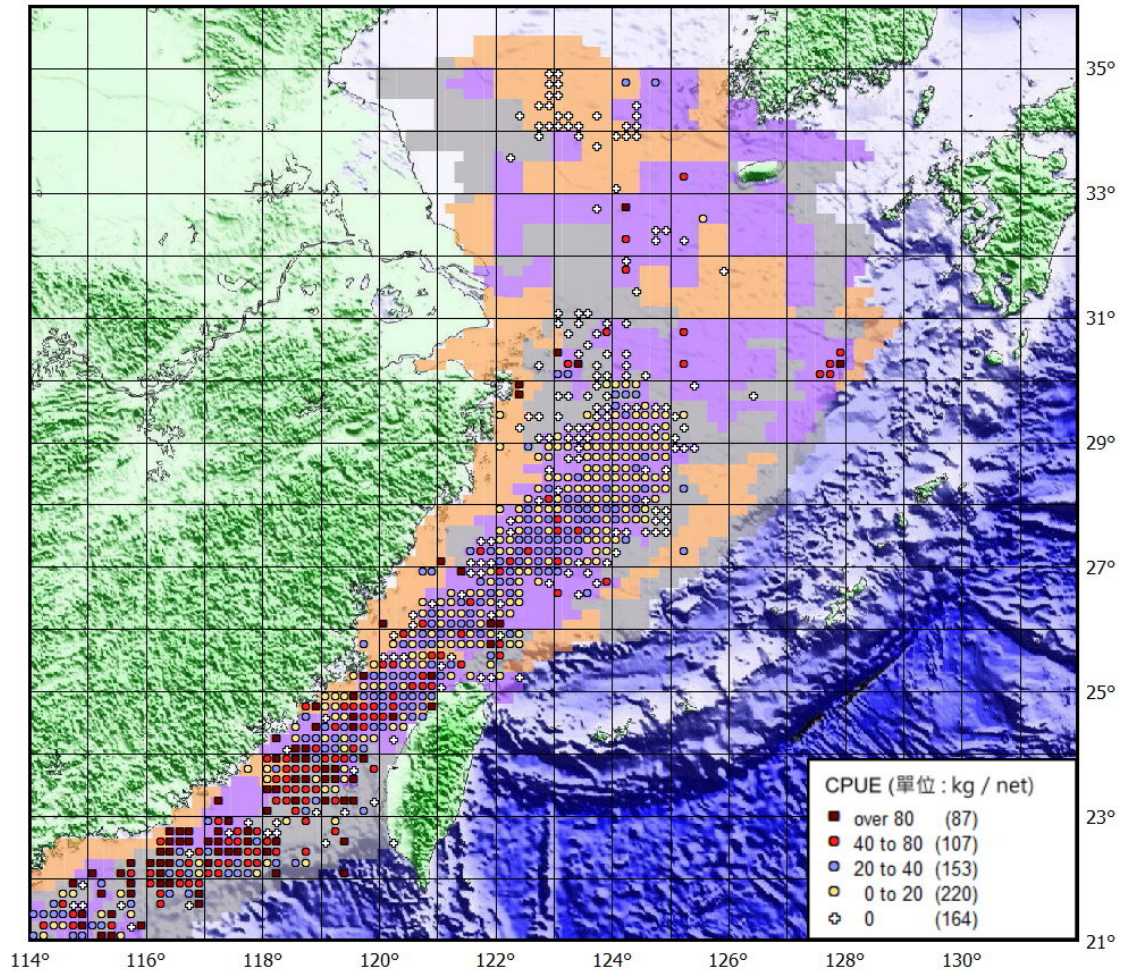 35°
33°
31°
29°
27°
25°
23°
21°
CPUE (單位 : kg / net)
over 80 (87)
40 to 80 (107)
20 to 40 (153)
0 to 20 (220)
0 (164)
114° 116° 118° 120° 122° 124° 126° 128° 130°